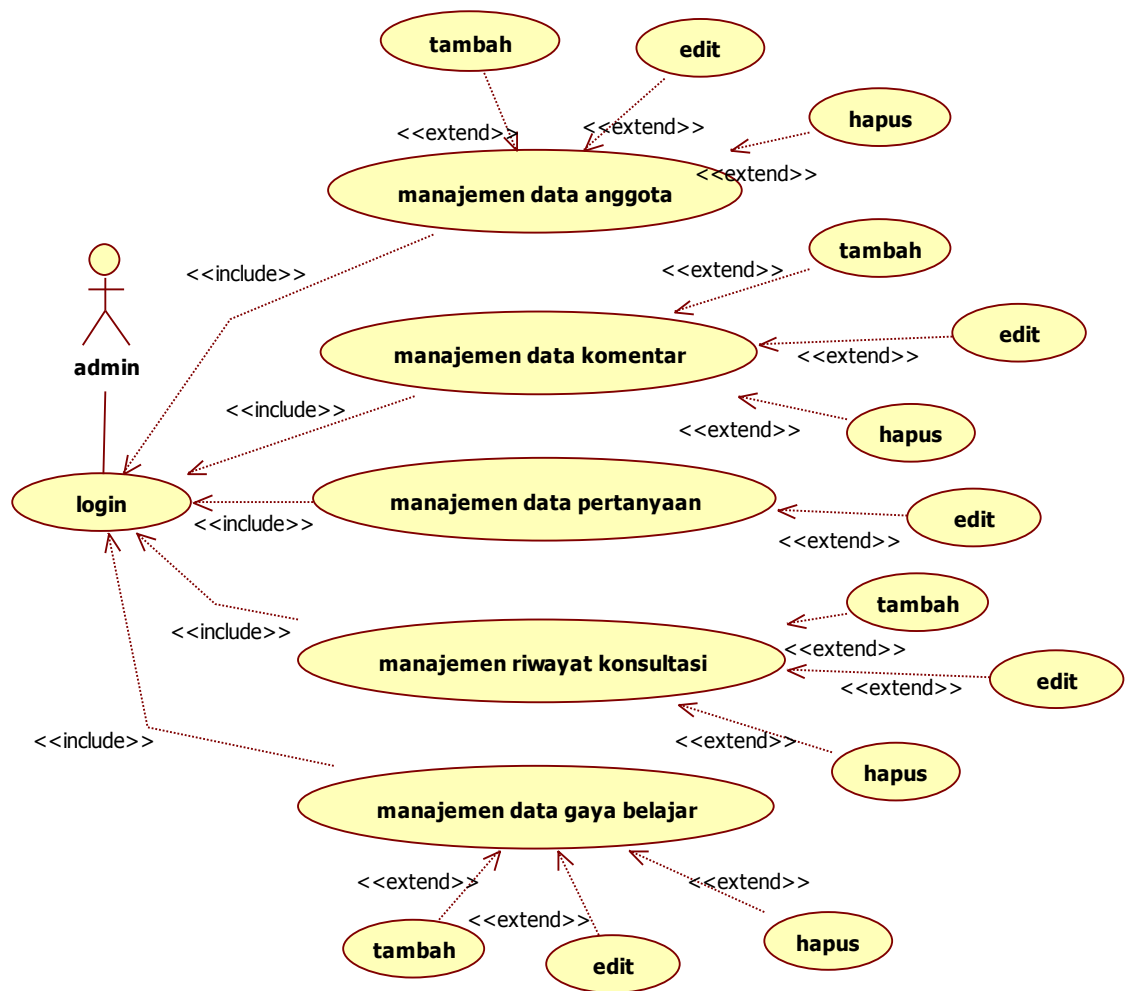 tambah
edit
hapus
<<extend>>
<<extend>>
<<extend>>
manajemen data anggota
tambah
<<include>>
<<extend>>
admin
manajemen data komentar
edit
<<extend>>
<<include>>
<<extend>>
hapus
login
manajemen data pertanyaan
edit
<<include>>
<<extend>>
tambah
<<include>>
<<extend>>
manajemen riwayat konsultasi
edit
<<extend>>
<<include>>
<<extend>>
hapus
manajemen data gaya belajar
<<extend>>
<<extend>>
<<extend>>
tambah
edit
hapus